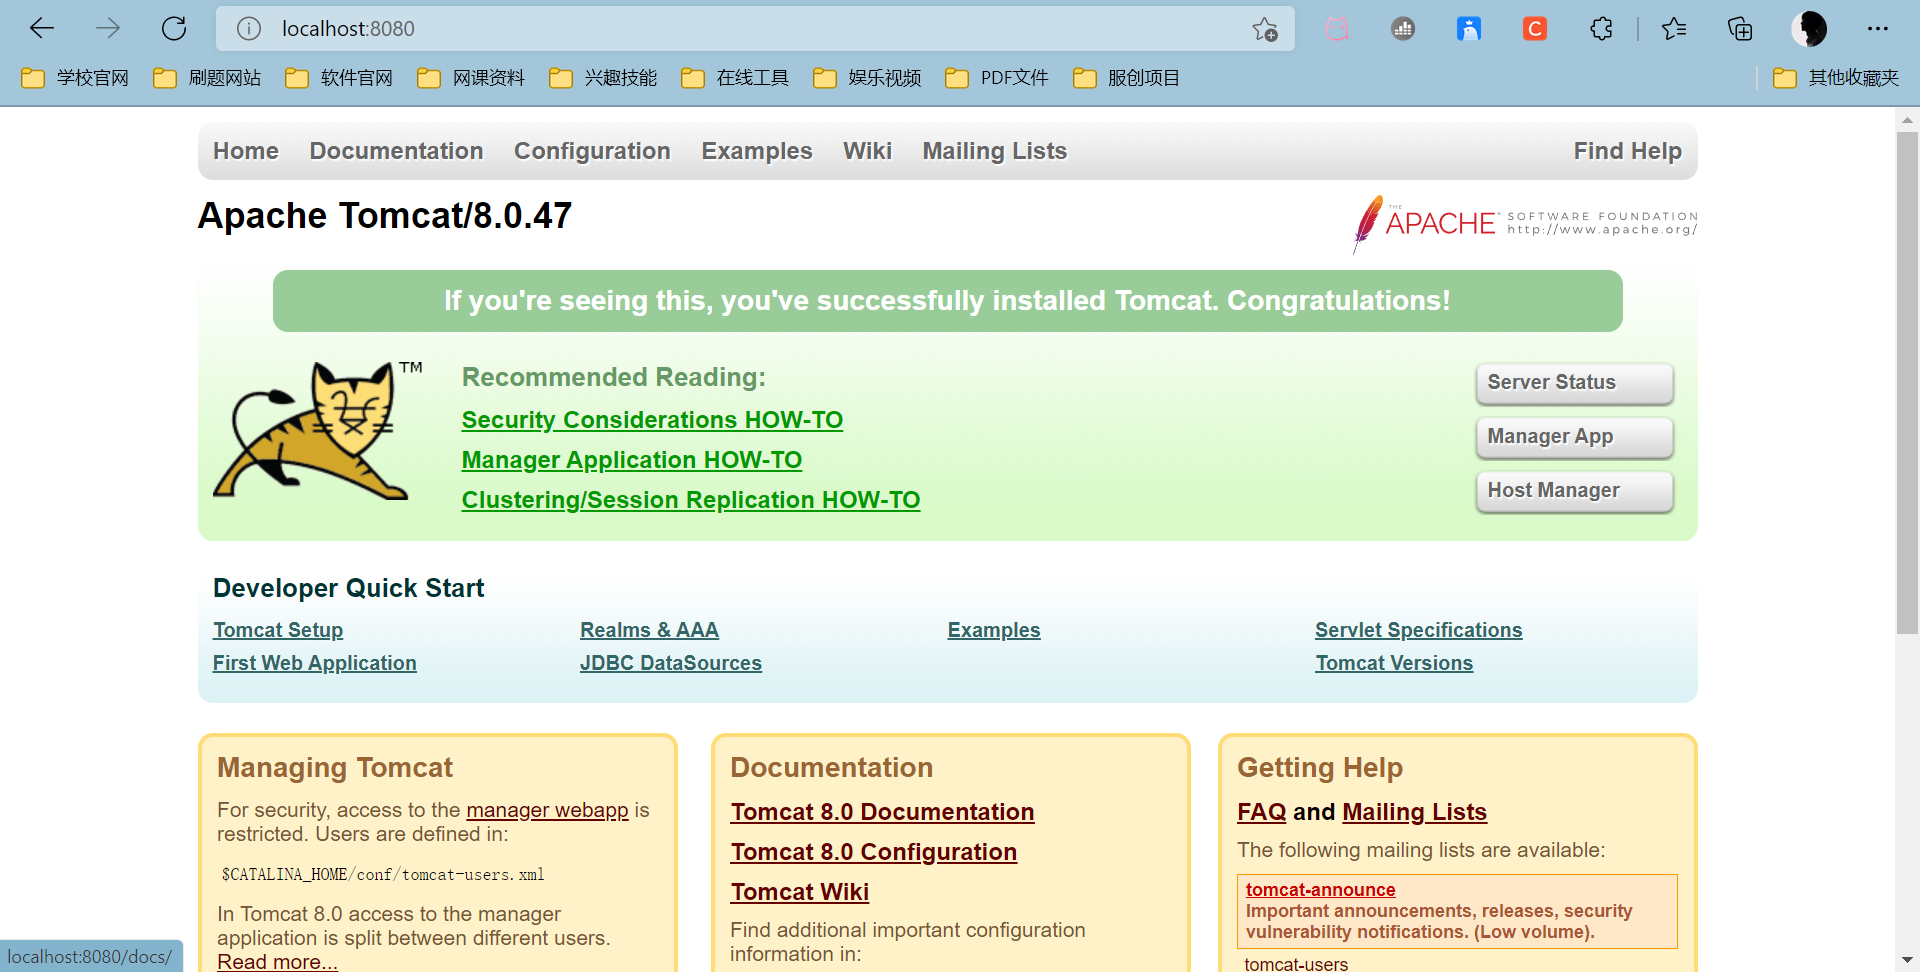 localhost:8080
学校官网 刷题网站 软件官网 网课资料 兴趣技能 在线工具 娱乐视频 PDF文件 服创项目 其他收藏夹
Home Documentation Configuration Examples Wiki Mailing Lists Find Help
Apache Tomcat/8.0.47
THE APACHE SOFTWARE FOUNDATION
http://www.apache.org/
If you're seeing this, you've successfully installed Tomcat. Congratulations!
TM
Recommended Reading:
Security Considerations HOW-TO
Manager Application HOW-TO
Clustering/Session Replication HOW-TO
Server Status
Manager App
Host Manager
Developer Quick Start
Tomcat Setup
First Web Application
Realms & AAA
JDBC DataSources
Examples
Servlet Specifications
Tomcat Versions
Managing Tomcat
For security, access to the manager webapp is
restricted. Users are defined in:
$CATALINA_HOME/conf/tomcat-users.xml
In Tomcat 8.0 access to the manager
application is split between different users.
Read more...
Documentation
Tomcat 8.0 Documentation
Tomcat 8.0 Configuration
Tomcat Wiki
Find additional important configuration
information in:
Getting Help
FAQ and Mailing Lists
The following mailing lists are available:
tomcat-announce
Important announcements, releases, security
vulnerability notifications. (Low volume).
tomcat-users
localhost:8080/docs/